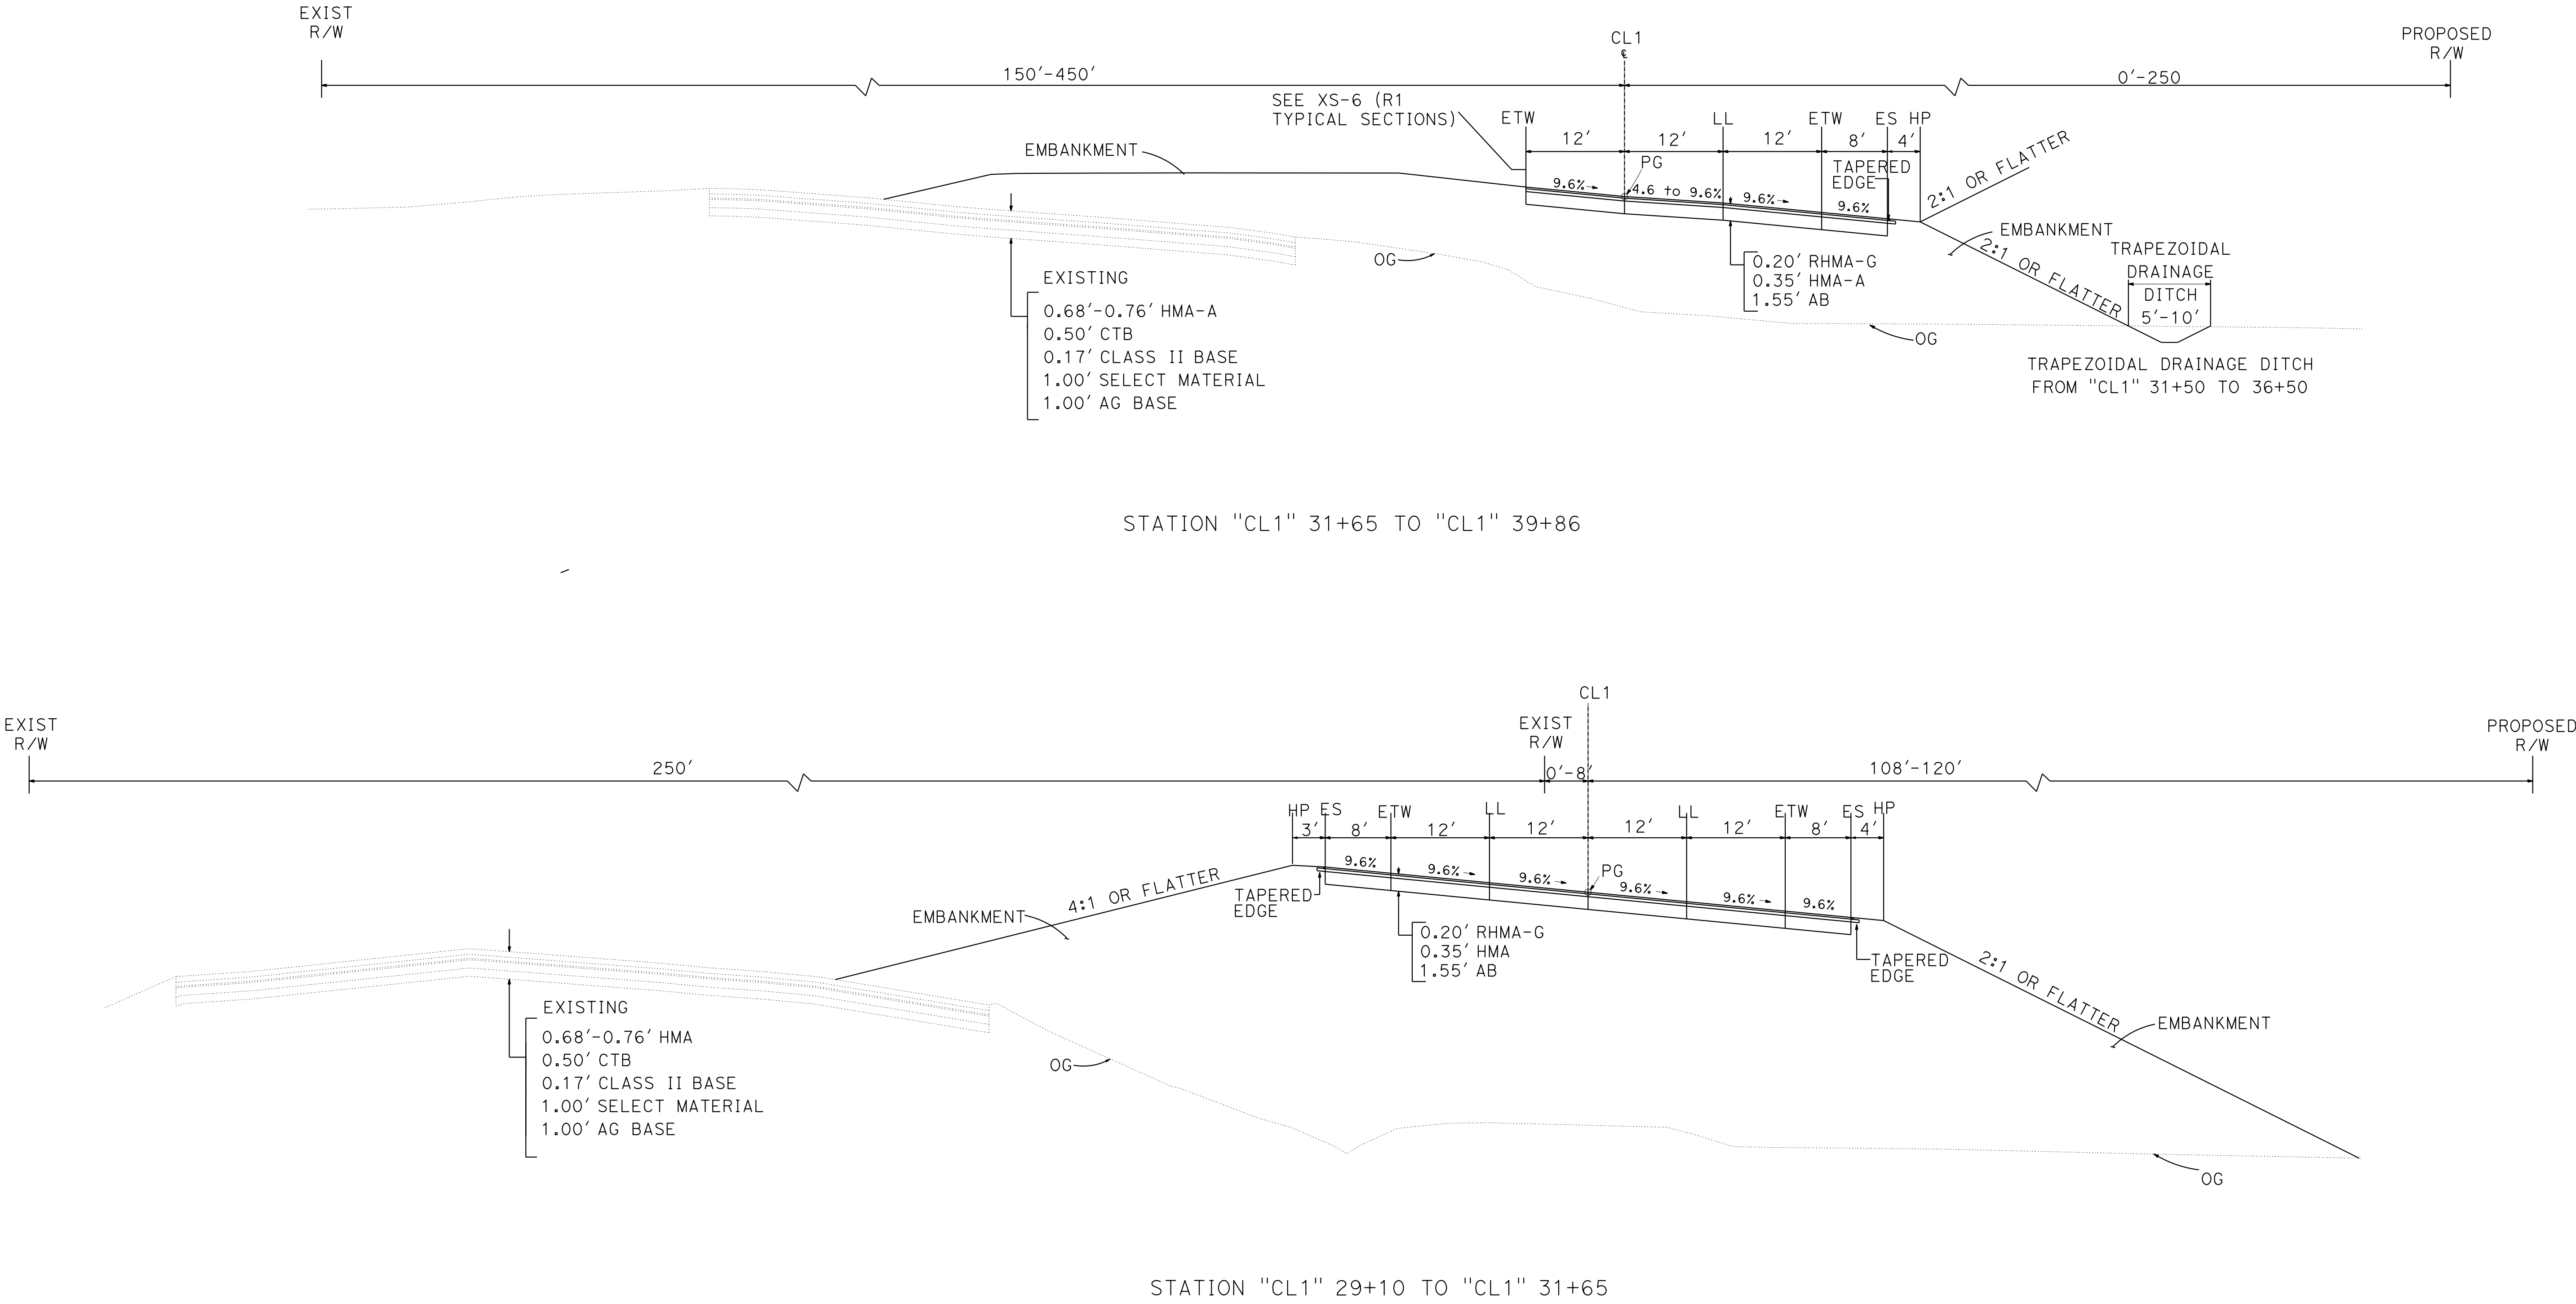 EXIST
R/W
CL1
℄
PROPOSED
R/W
150'-450'
0'-250
SEE XS-6 (R1
TYPICAL SECTIONS)
ETW
LL
ETW
ES HP
12'
12'
12'
8'
4'
EMBANKMENT
PG
TAPERED
EDGE
2:1 OR FLATTER
9.6%
4.6 to 9.6%
9.6%
9.6%
EMBANKMENT
2:1 OR FLATTER
TRAPEZOIDAL
DRAINAGE
DITCH
5'-10'
OG
0.20' RHMA-G
0.35' HMA-A
1.55' AB
EXISTING
0.68'-0.76' HMA-A
0.50' CTB
0.17' CLASS II BASE
1.00' SELECT MATERIAL
1.00' AG BASE
OG
TRAPEZOIDAL DRAINAGE DITCH
FROM "CL1" 31+50 TO 36+50
STATION "CL1" 31+65 TO "CL1" 39+86
CL1
EXIST
R/W
EXIST
R/W
PROPOSED
R/W
250'
0'-8'
108'-120'
HP ES
ETW
LL
LL
ETW
ES HP
3'
8'
12'
12'
12'
12'
8'
4'
9.6%
9.6%
9.6%
PG
9.6%
9.6%
9.6%
4:1 OR FLATTER
TAPERED
EDGE
EMBANKMENT
0.20' RHMA-G
0.35' HMA
1.55' AB
TAPERED
EDGE
2:1 OR FLATTER
EMBANKMENT
EXISTING
0.68'-0.76' HMA
0.50' CTB
0.17' CLASS II BASE
1.00' SELECT MATERIAL
1.00' AG BASE
OG
OG
STATION "CL1" 29+10 TO "CL1" 31+65